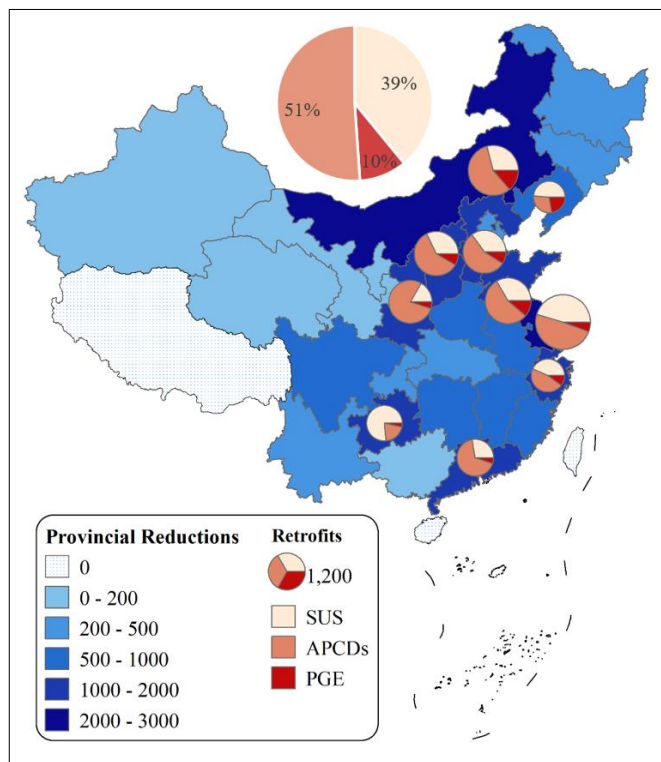 51%
39%
10%
Provincial Reductions
0
0 - 200
200 - 500
500 - 1000
1000 - 2000
2000 - 3000
Retrofits
1,200
SUS
APCDs
PGE